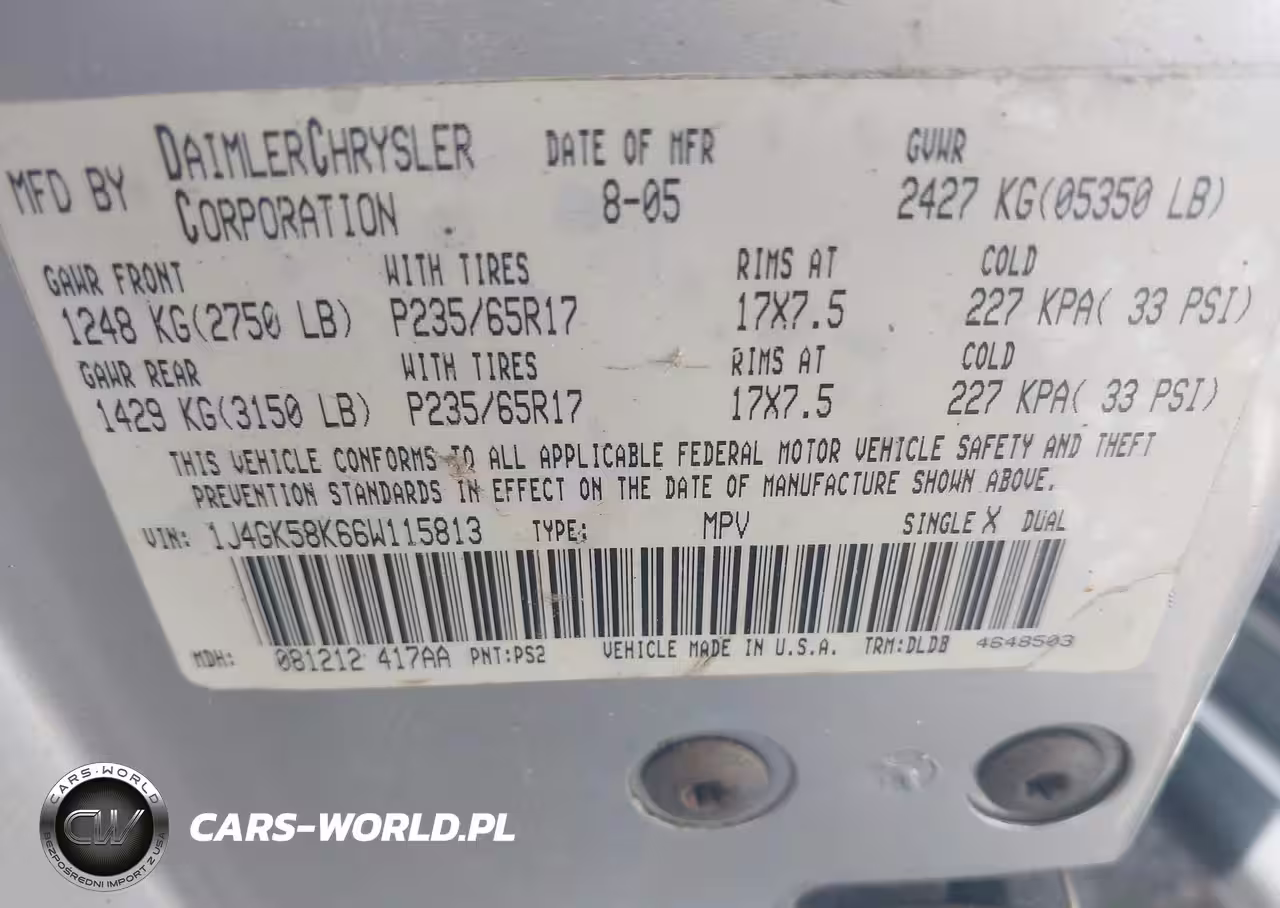 MFD BY DAIMLERCHRYSLER CORPORATION DATE OF MFR 8-05 GVWR 2427 KG(05350 LB)
GAWR FRONT WITH TIRES RIMS AT COLD
1248 KG(2750 LB) P235/65R17 17X7.5 227 KPA( 33 PSI)
GAWR REAR WITH TIRES RIMS AT COLD
1429 KG(3150 LB) P235/65R17 17X7.5 227 KPA( 33 PSI)
THIS VEHICLE CONFORMS TO ALL APPLICABLE FEDERAL MOTOR VEHICLE SAFETY AND THEFT
PREVENTION STANDARDS IN EFFECT ON THE DATE OF MANUFACTURE SHOWN ABOVE.
VIN: 1J4GK58K66W115813 TYPE: MPV SINGLE X DUAL
MDH: 081212 417AA PNT:PS2 VEHICLE MADE IN U.S.A. TRM:DLDB 4648503
CARS-WORLD
CW
BEZPOŚREDNI IMPORT Z USA
CARS-WORLD.PL